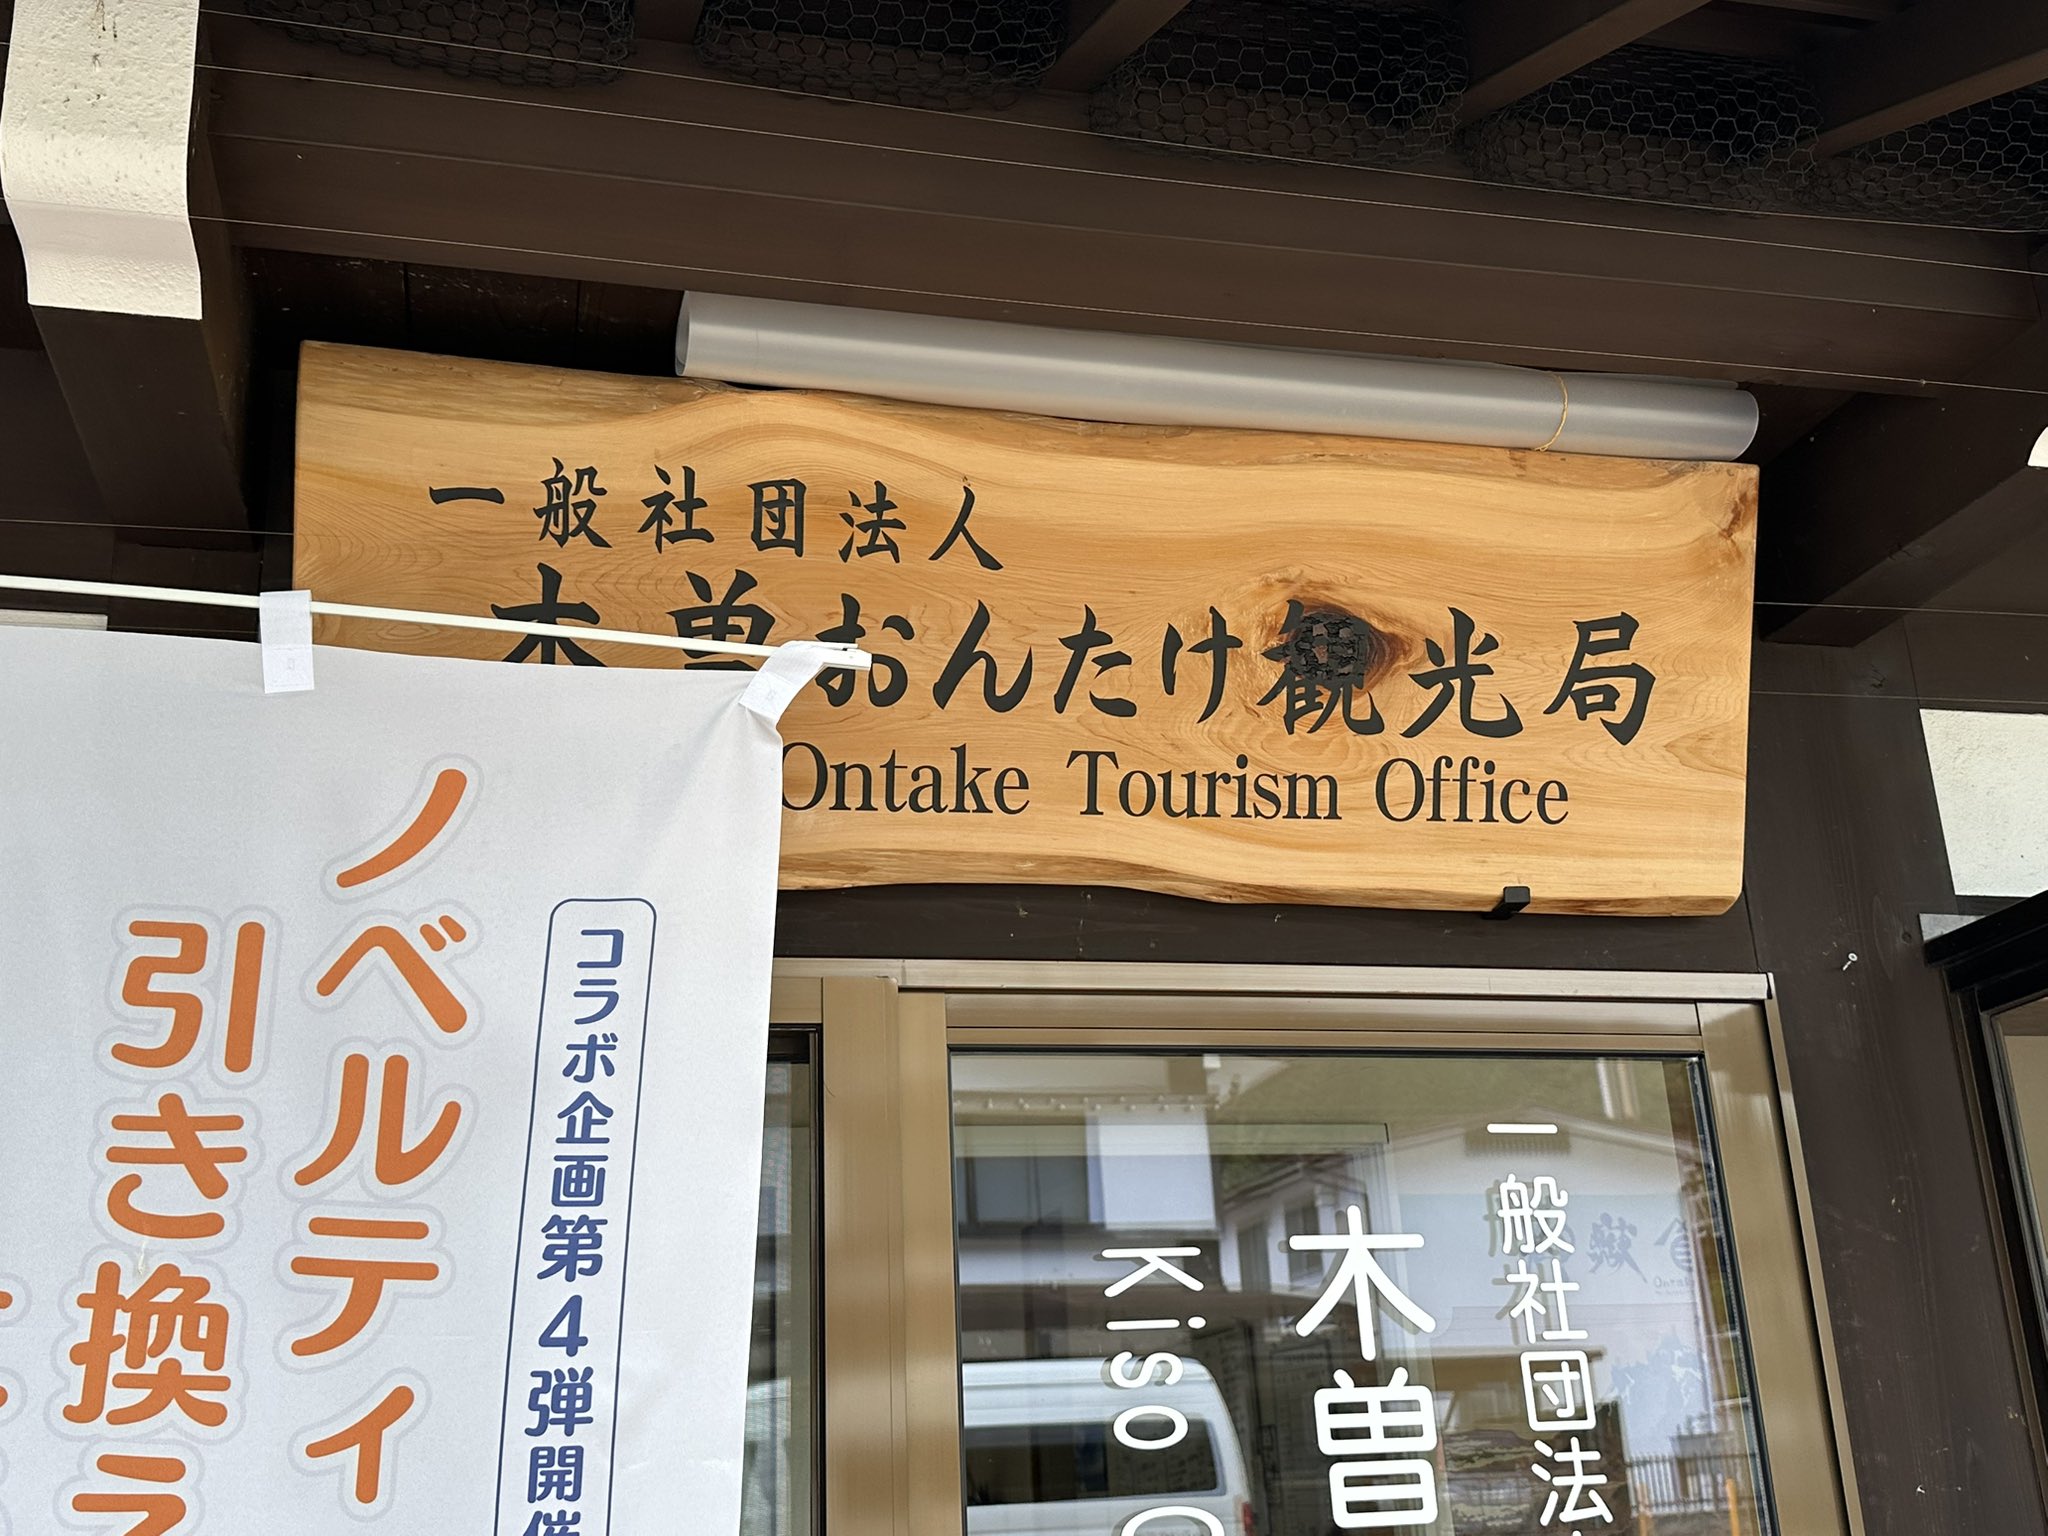 一般社団法人
木曽おんたけ観光局
Ontake Tourism Office
コラボ企画第4弾開催
ノベルティ
引き換え
一般社団法
木曽
Kiso